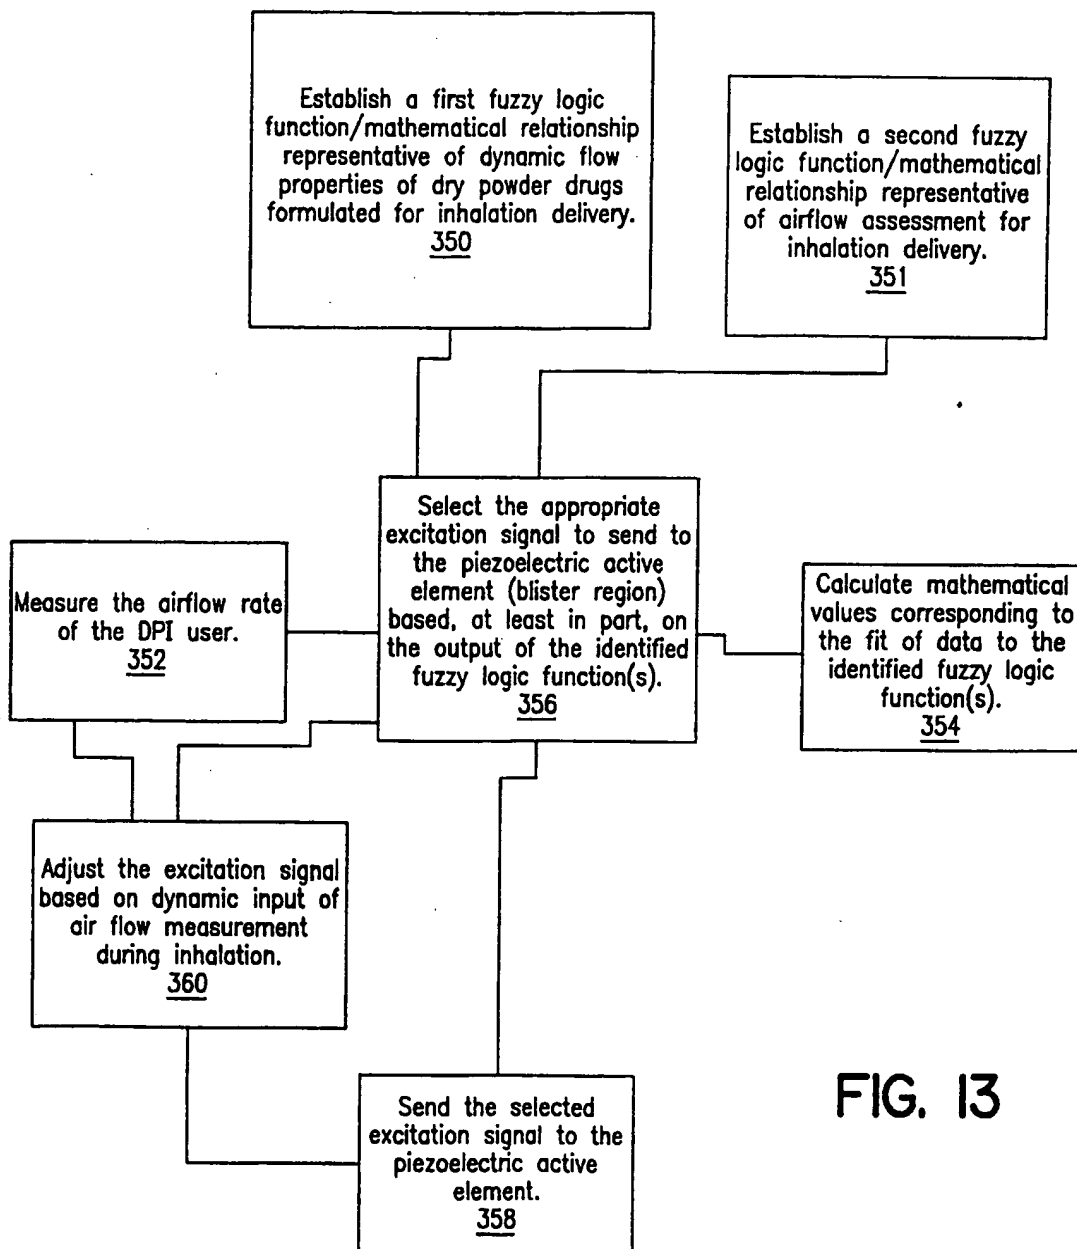 Establish a first fuzzy logic
function/mathematical relationship
representative of dynamic flow
properties of dry powder drugs
formulated for inhalation delivery.
350
Establish a second fuzzy
logic function/mathematical
relationship representative
of airflow assessment for
inhalation delivery.
351
Select the appropriate
excitation signal to send to
the piezoelectric active
element (blister region)
based, at least in part, on
the output of the identified
fuzzy logic function(s).
356
Measure the airflow rate
of the DPI user.
352
Calculate mathematical
values corresponding to
the fit of data to the
identified fuzzy logic
function(s).
354
Adjust the excitation signal
based on dynamic input of
air flow measurement
during inhalation.
360
Send the selected
excitation signal to the
piezoelectric active
element.
358
FIG. 13